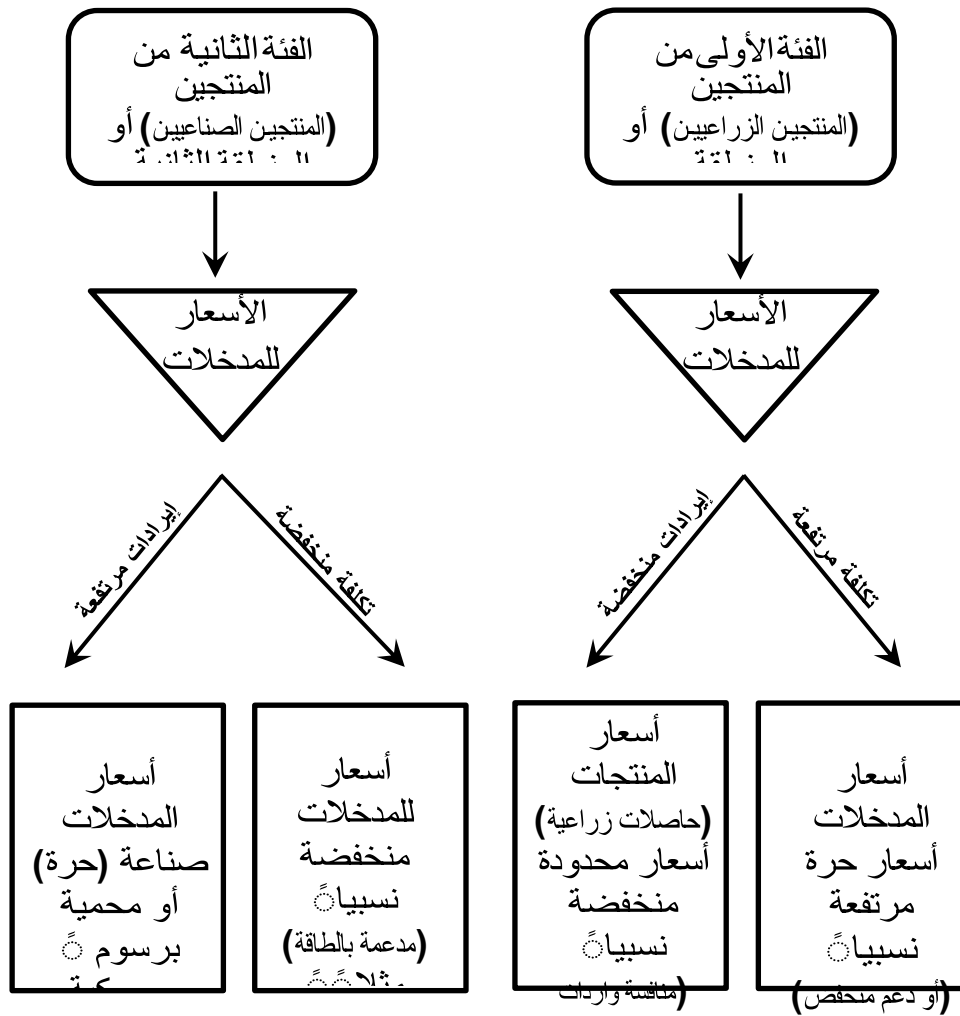 الفئة الأولى من
المنتجين
(المنتجين الزراعيين) أو
الفئة الثانية من
المنتجين
(المنتجين الصناعيين) أو
المنطقة الثانية
الأسعار
للمدخلات
الأسعار
للمدخلات
تكلفة مرتفعة
إيرادات منخفضة
تكلفة منخفضة
إيرادات مرتفعة
أسعار
المدخلات
أسعار حرة
مرتفعة
نسبياً
(أو دعم منخفض)
أسعار
المنتجات
(حاصلات زراعية)
أسعار محدودة
منخفضة
نسبياً
(منافسة واردات
أسعار
للمدخلات
منخفضة
نسبياً
(مدعمة بالطاقة)
مثلاً
أسعار
المدخلات
صناعة (حرة)
أو محمية
برسوم